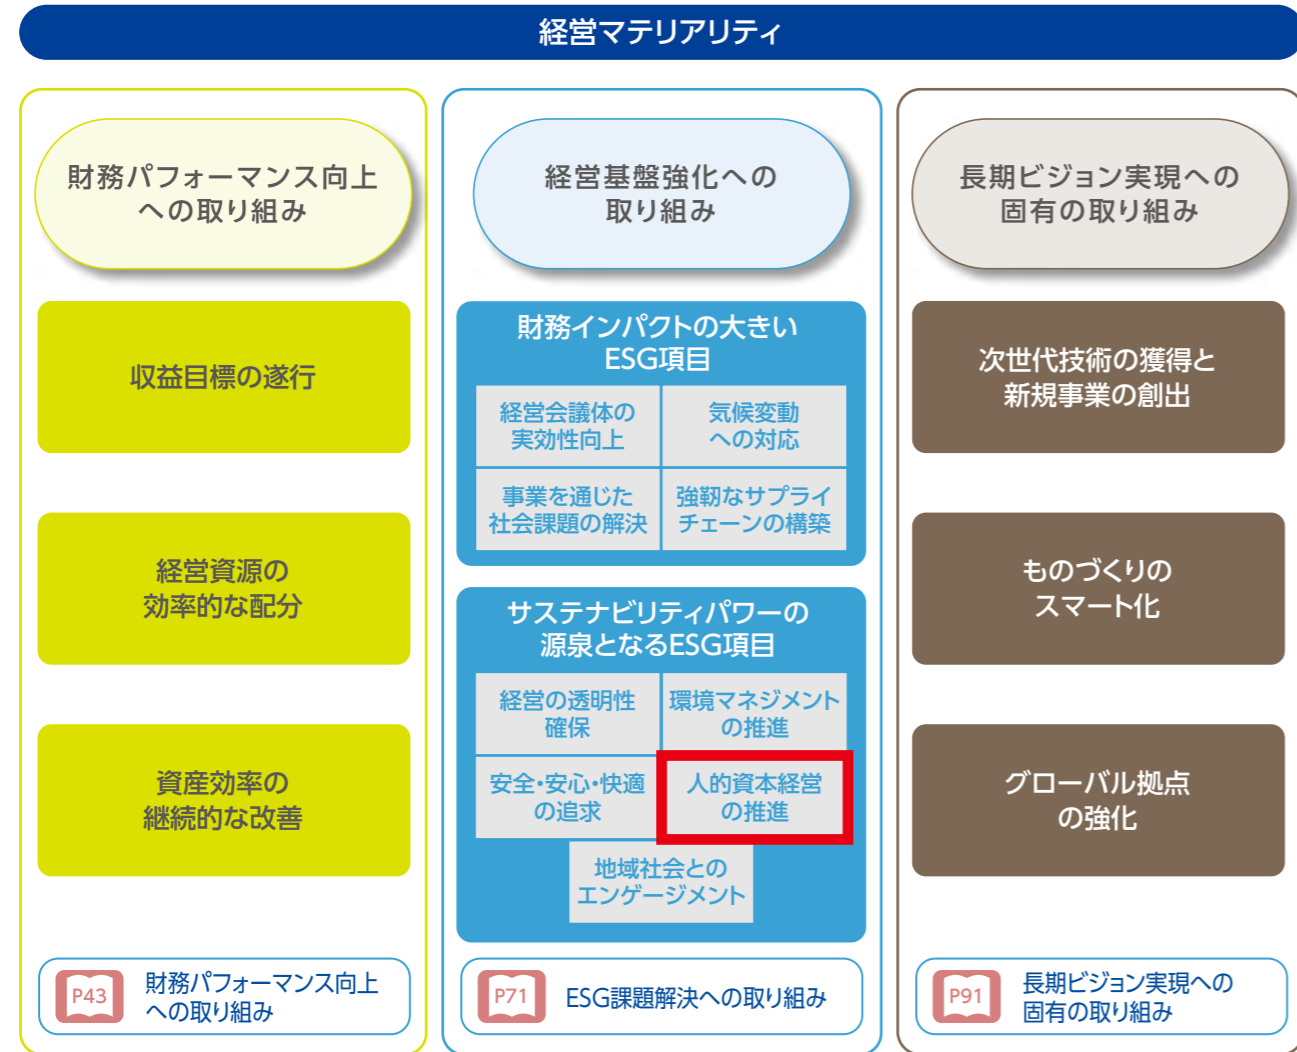 経営マテリアリティ
財務パフォーマンス向上
への取り組み
収益目標の遂行
経営資源の
効率的な配分
資産効率の
継続的な改善
P43
財務パフォーマンス向上
への取り組み
経営基盤強化への
取り組み
財務インパクトの大きい
ESG項目
経営会議体の
実効性向上
気候変動
への対応
事業を通じた
社会課題の解決
強靭なサプライ
チェーンの構築
サステナビリティパワーの
源泉となるESG項目
経営の透明性
確保
環境マネジメント
の推進
安全・安心・快適
の追求
人的資本経営
の推進
地域社会との
エンゲージメント
P71
ESG課題解決への取り組み
長期ビジョン実現への
固有の取り組み
次世代技術の獲得と
新規事業の創出
ものづくりの
スマート化
グローバル拠点
の強化
P91
長期ビジョン実現への
固有の取り組み